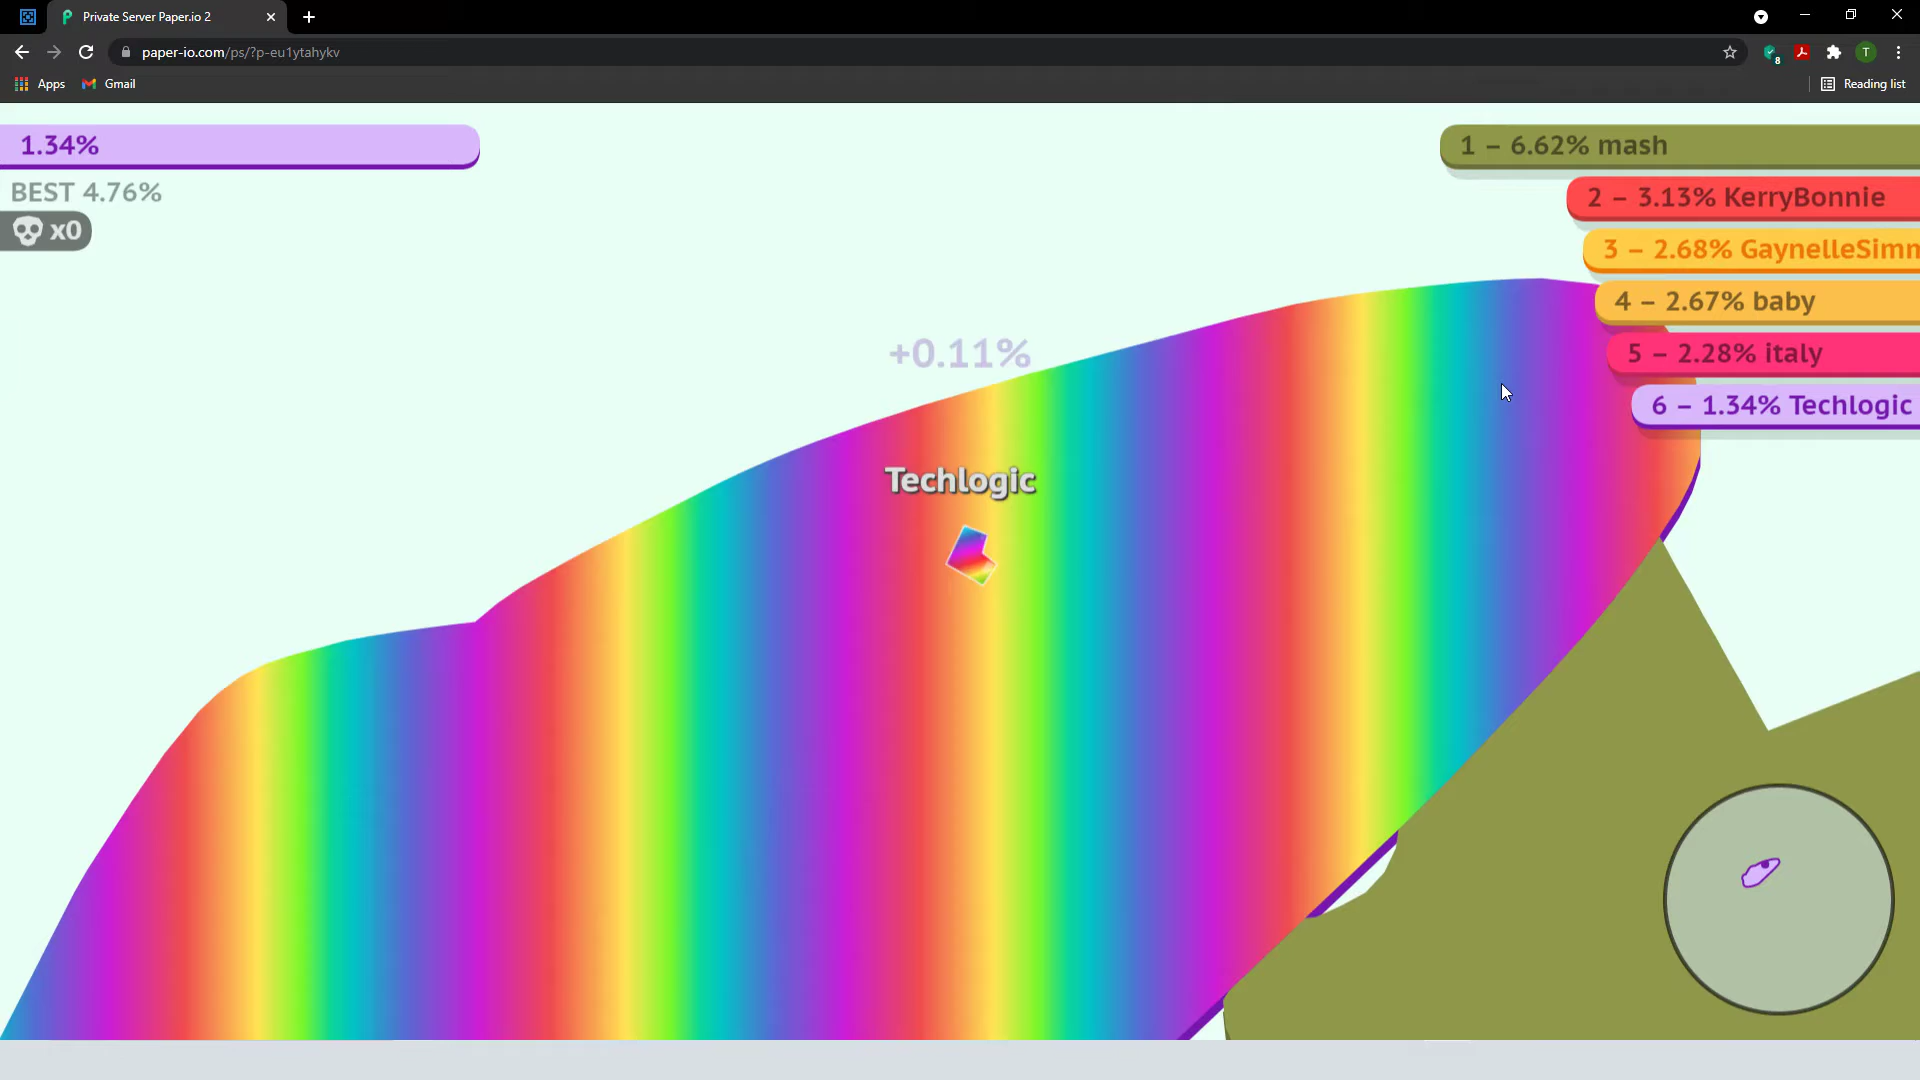 Private Server Paper.io 2
paper-io.com/ps/?p-eu1ytahykv
8
T
Apps
Gmail
Reading list
1.34%
BEST 4.76%
x0
1 – 6.62% mash
2 – 3.13% KerryBonnie
3 – 2.68% GaynelleSimm
4 – 2.67% baby
5 – 2.28% italy
6 – 1.34% Techlogic
+0.11%
Techlogic